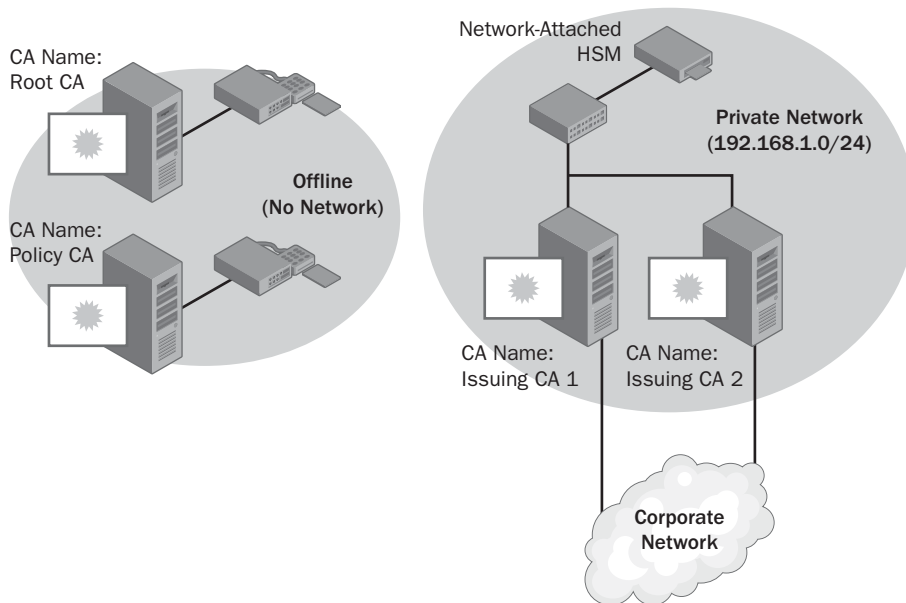 CA Name:
Root CA
Offline
(No Network)
CA Name:
Policy CA
Network-Attached
HSM
Private Network
(192.168.1.0/24)
CA Name:
Issuing CA 1
CA Name:
Issuing CA 2
Corporate
Network